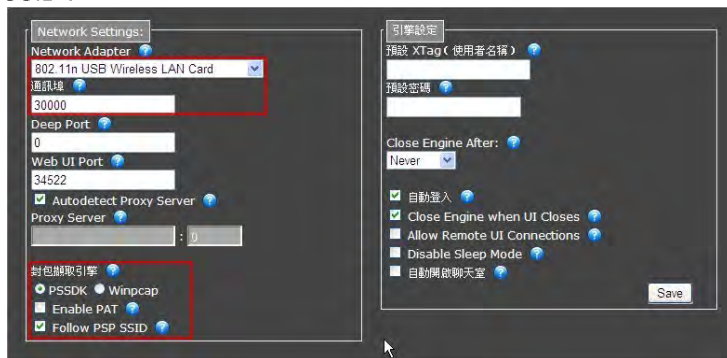 Network Settings:
Network Adapter
802.11n USB Wireless LAN Card
通訊埠
30000
Deep Port
0
Web UI Port
34522
Autodetect Proxy Server
Proxy Server
: 0
封包擷取引擎
PSSDK Winpcap
Enable PAT
Follow PSP SSID
引擎設定
預設 XTag(使用者名稱)
預設密碼
Close Engine After:
Never
自動登入
Close Engine when UI Closes
Allow Remote UI Connections
Disable Sleep Mode
自動開啟聊天室
Save